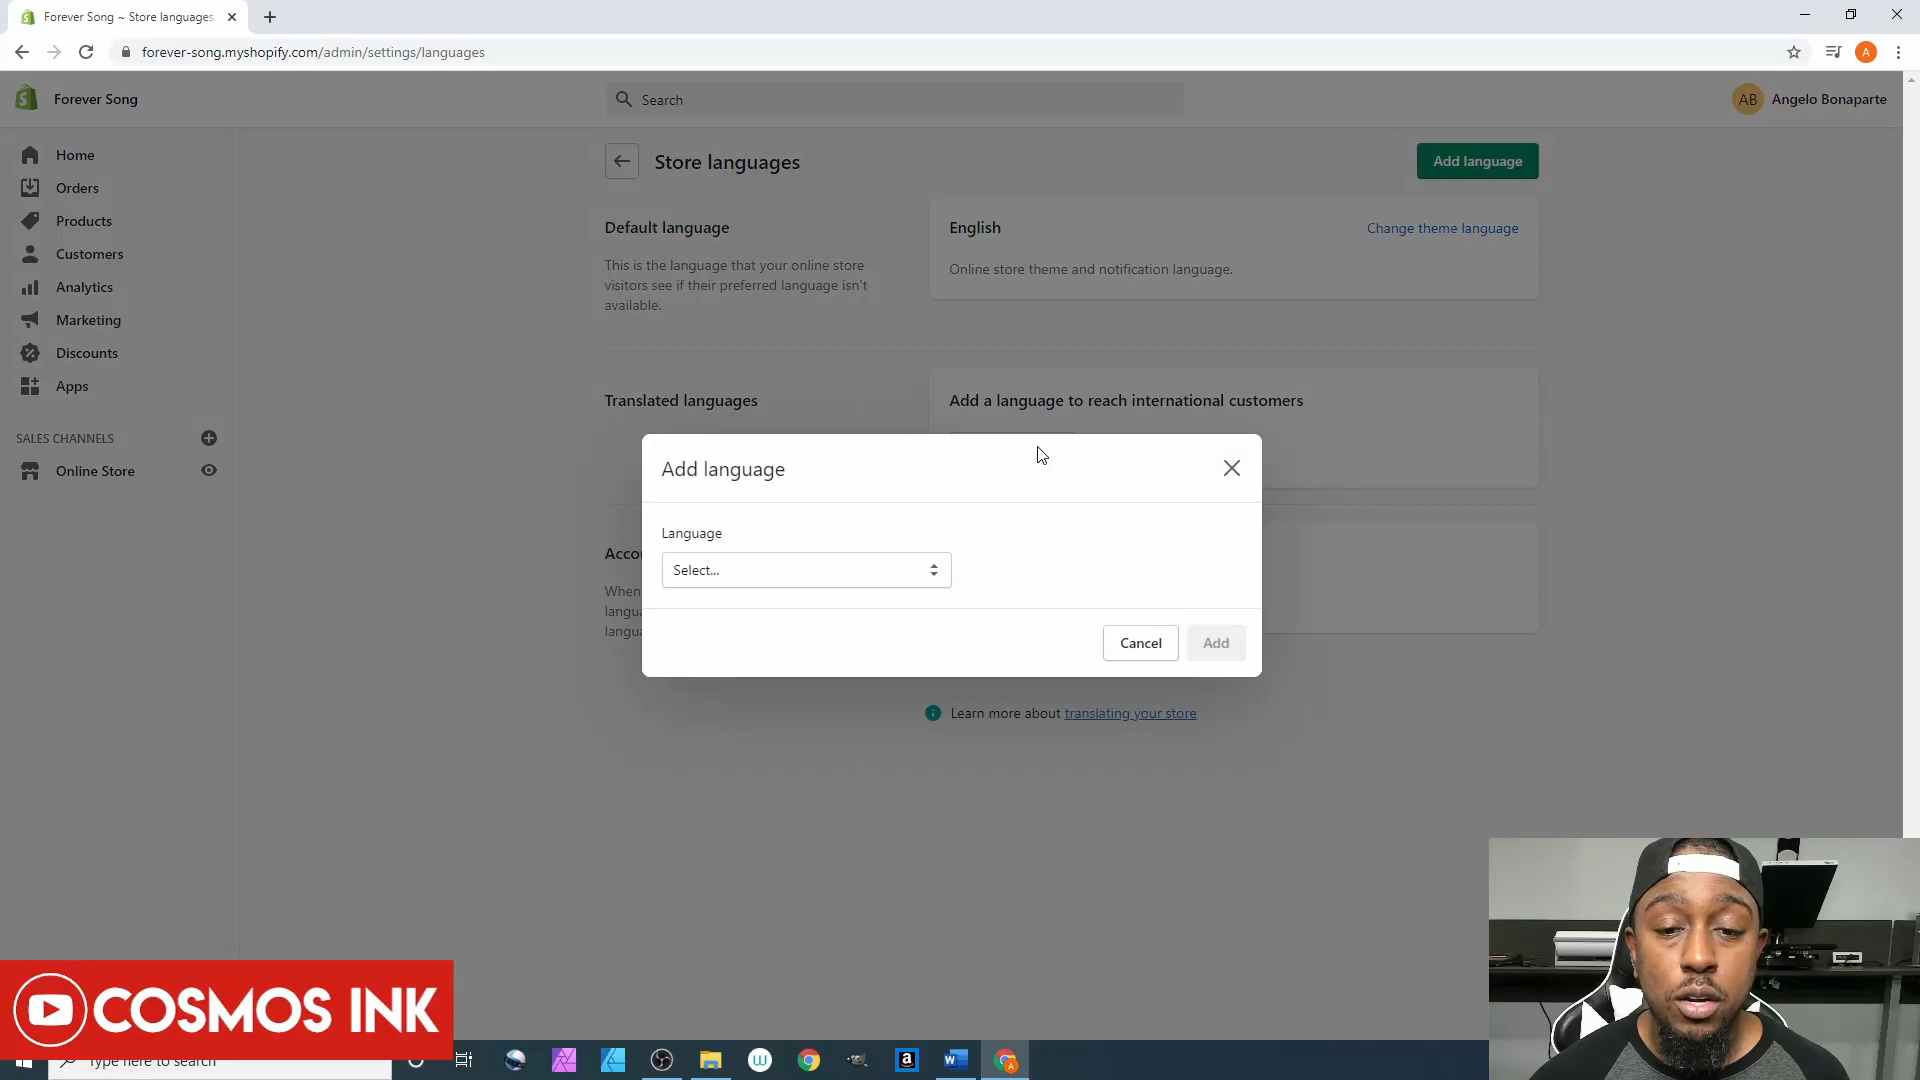 Forever Song ~ Store languages
forever-song.myshopify.com/admin/settings/languages
A
Forever Song
Search
AB Angelo Bonaparte
Home
Orders
Products
Customers
Analytics
Marketing
Discounts
Apps
SALES CHANNELS
Online Store
Store languages
Add language
Default language
This is the language that your online store
visitors see if their preferred language isn't
available.
English
Change theme language
Online store theme and notification language.
Translated languages
Add a language to reach international customers
Add language
Language
Select...
Cancel
Add
When
Learn more about translating your store
COSMOS INK
Type here to search